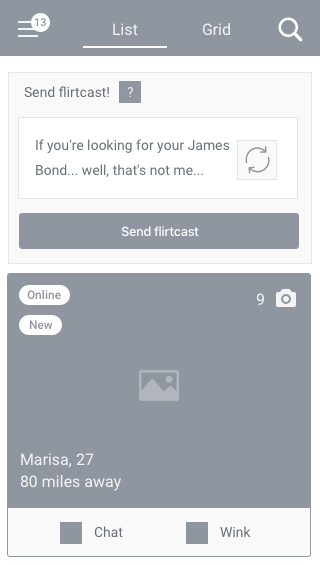 13
List
Grid
Send flirtcast!
?
If you're looking for your James
Bond... well, that's not me...
Send flirtcast
Online
9
New
Marisa, 27
80 miles away
Chat
Wink